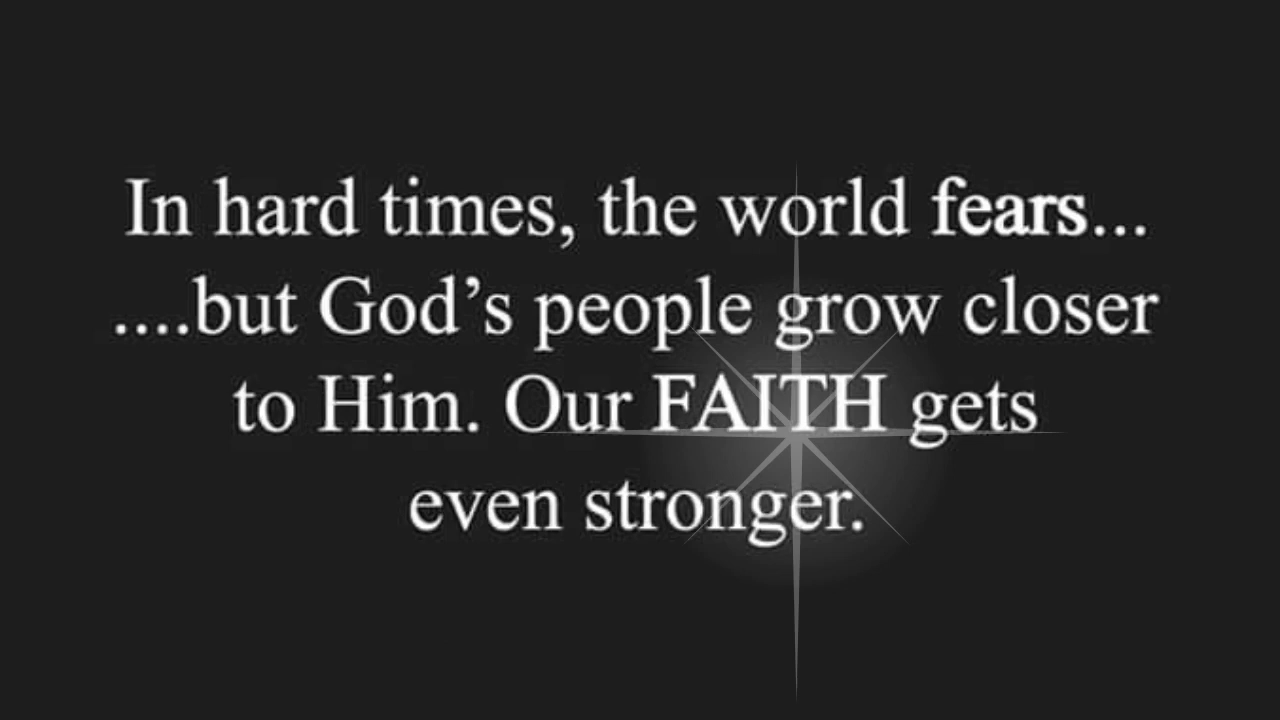 In hard times, the world fears...
....but God’s people grow closer
to Him. Our FAITH gets
even stronger.